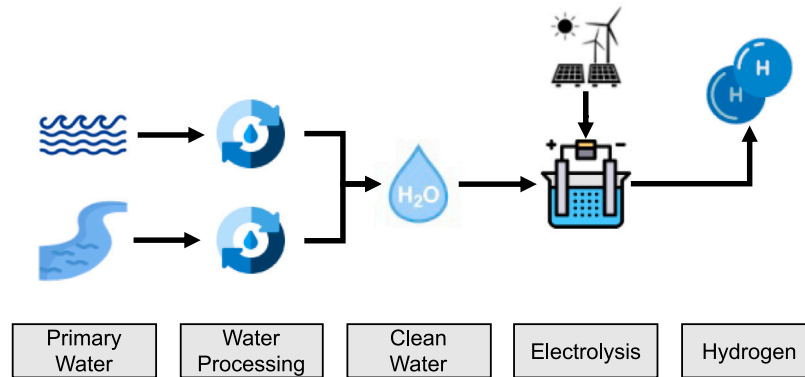 H
H
+ -
H₂O
Primary
Water
Water
Processing
Clean
Water
Electrolysis
Hydrogen